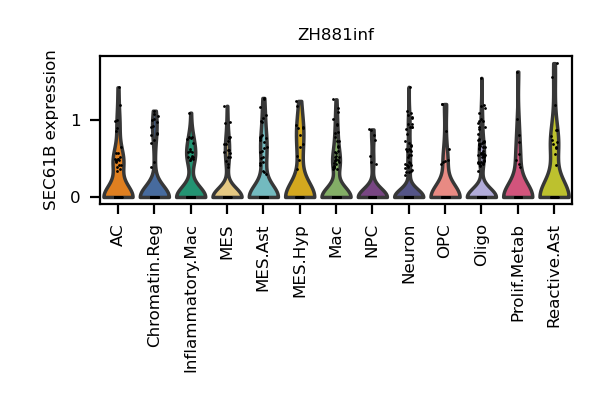 ZH881inf
SEC61B expression
1
0
AC
Chromatin.Reg
Inflammatory.Mac
MES
MES.Ast
MES.Hyp
Mac
NPC
Neuron
OPC
Oligo
Prolif.Metab
Reactive.Ast